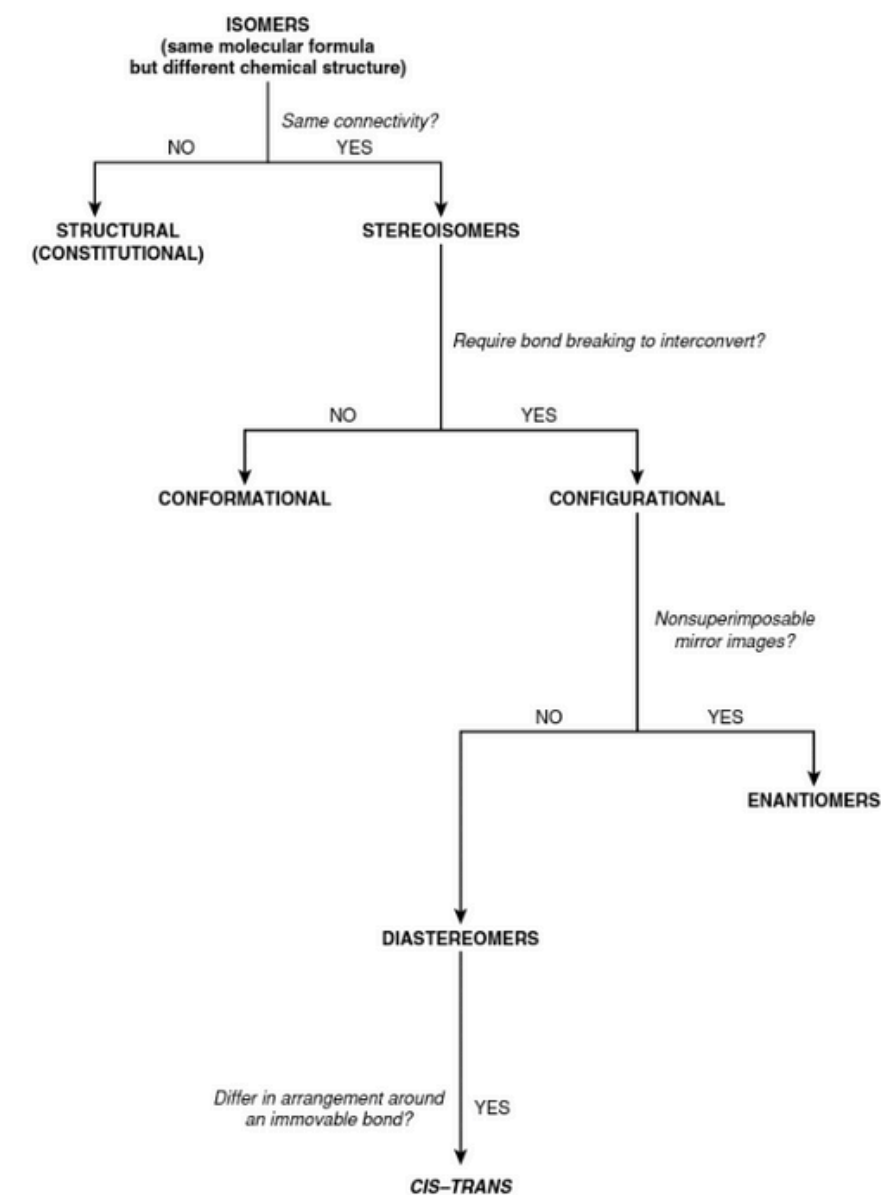 ISOMERS
(same molecular formula
but different chemical structure)
Same connectivity?
NO
YES
STRUCTURAL
(CONSTITUTIONAL)
STEREOISOMERS
Require bond breaking to interconvert?
NO
YES
CONFORMATIONAL
CONFIGURATIONAL
Nonsuperimposable
mirror images?
NO
YES
ENANTIOMERS
DIASTEREOMERS
Differ in arrangement around
an immovable bond?
YES
CIS–TRANS